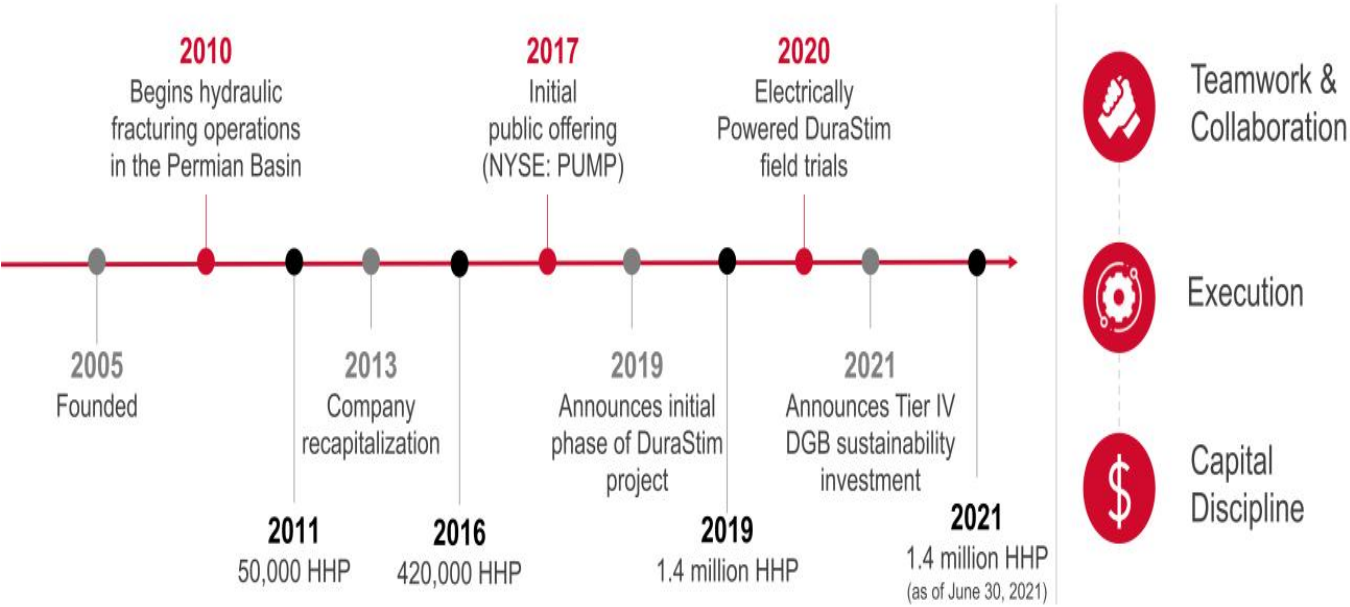 2010
Begins hydraulic
fracturing operations
in the Permian Basin
2017
Initial
public offering
(NYSE: PUMP)
2020
Electrically
Powered DuraStim
field trials
2005
Founded
2013
Company
recapitalization
2019
Announces initial
phase of DuraStim
project
2021
Announces Tier IV
DGB sustainability
investment
2011
50,000 HHP
2016
420,000 HHP
2019
1.4 million HHP
2021
1.4 million HHP
(as of June 30, 2021)
Teamwork &
Collaboration
Execution
$
Capital
Discipline